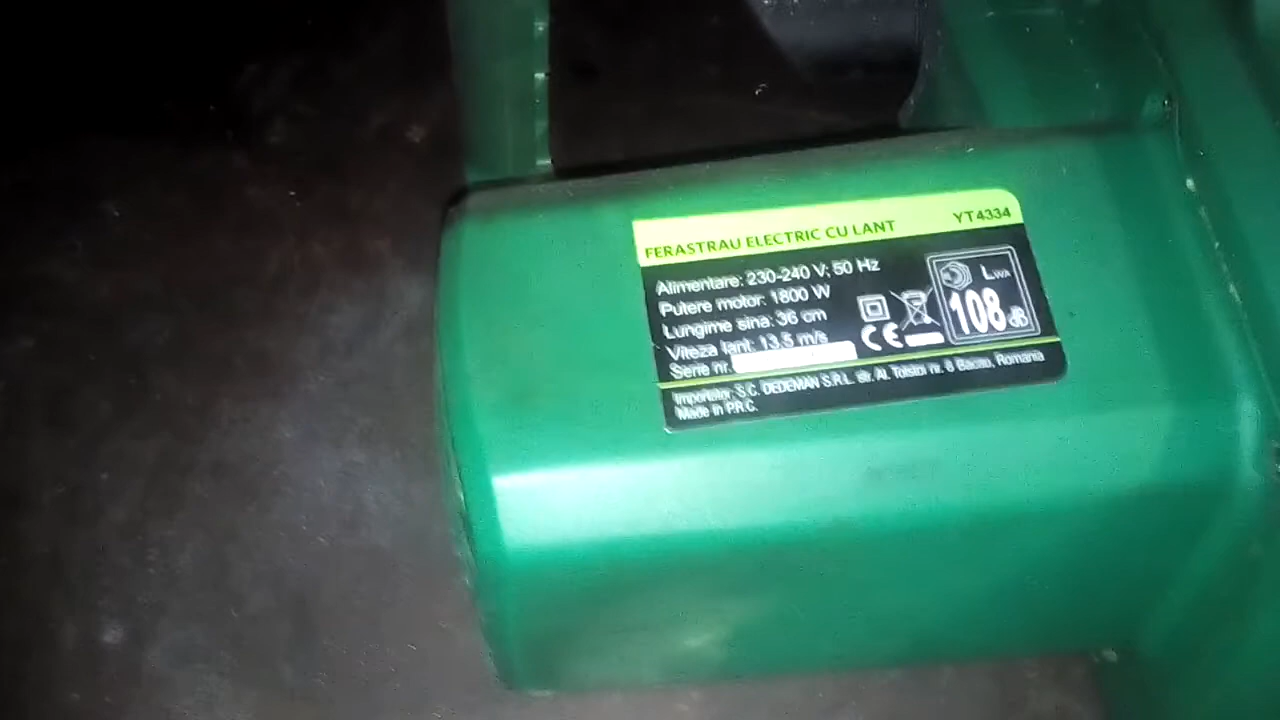 FERASTRAU ELECTRIC CU LANT YT4334
Alimentare: 230-240 V; 50 Hz
Putere motor: 1800 W
Lungime sina: 36 cm
Viteza lant: 13,5 m/s
Serie nr.
LWA
108 dB
CE
Importator: S.C. DEDEMAN S.R.L. str. Al. Tolstoi nr. 8 Bacau, Romania
Made in P.R.C.